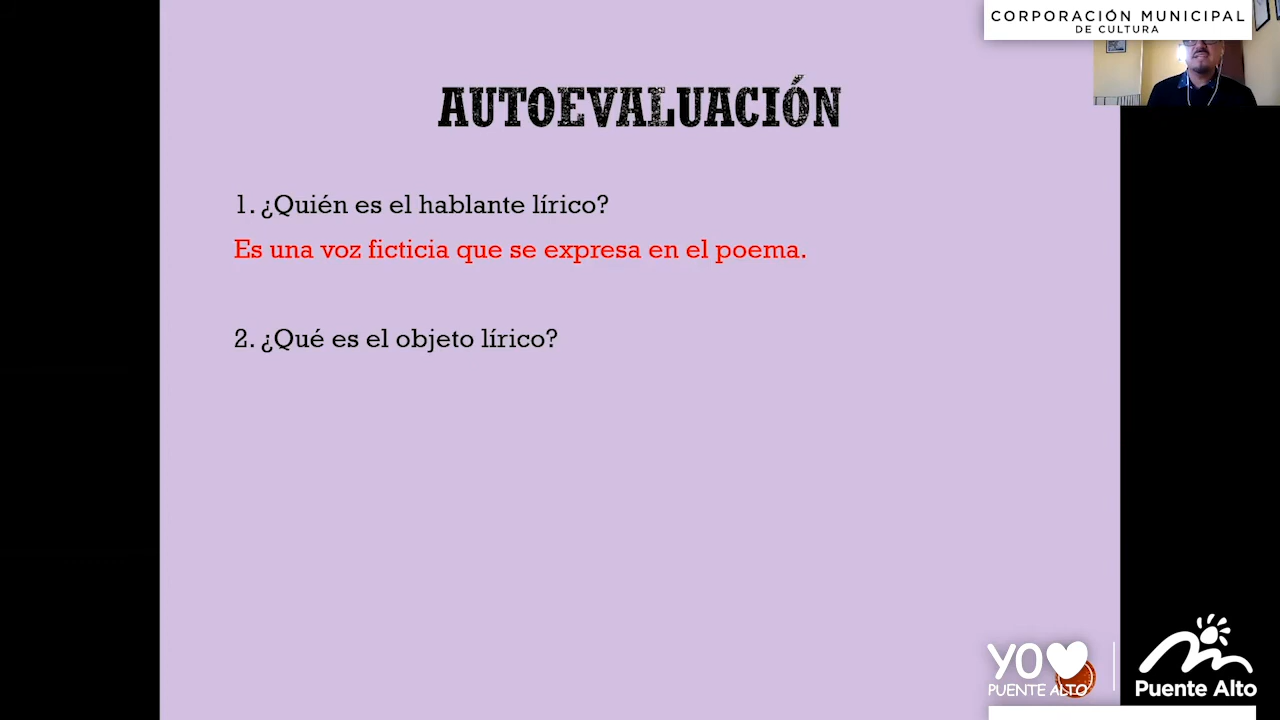 CORPORACIÓN MUNICIPAL
DE CULTURA
AUTOEVALUACIÓN
1. ¿Quién es el hablante lírico?
Es una voz ficticia que se expresa en el poema.
2. ¿Qué es el objeto lírico?
YO
PUENTE ALTO
Puente Alto